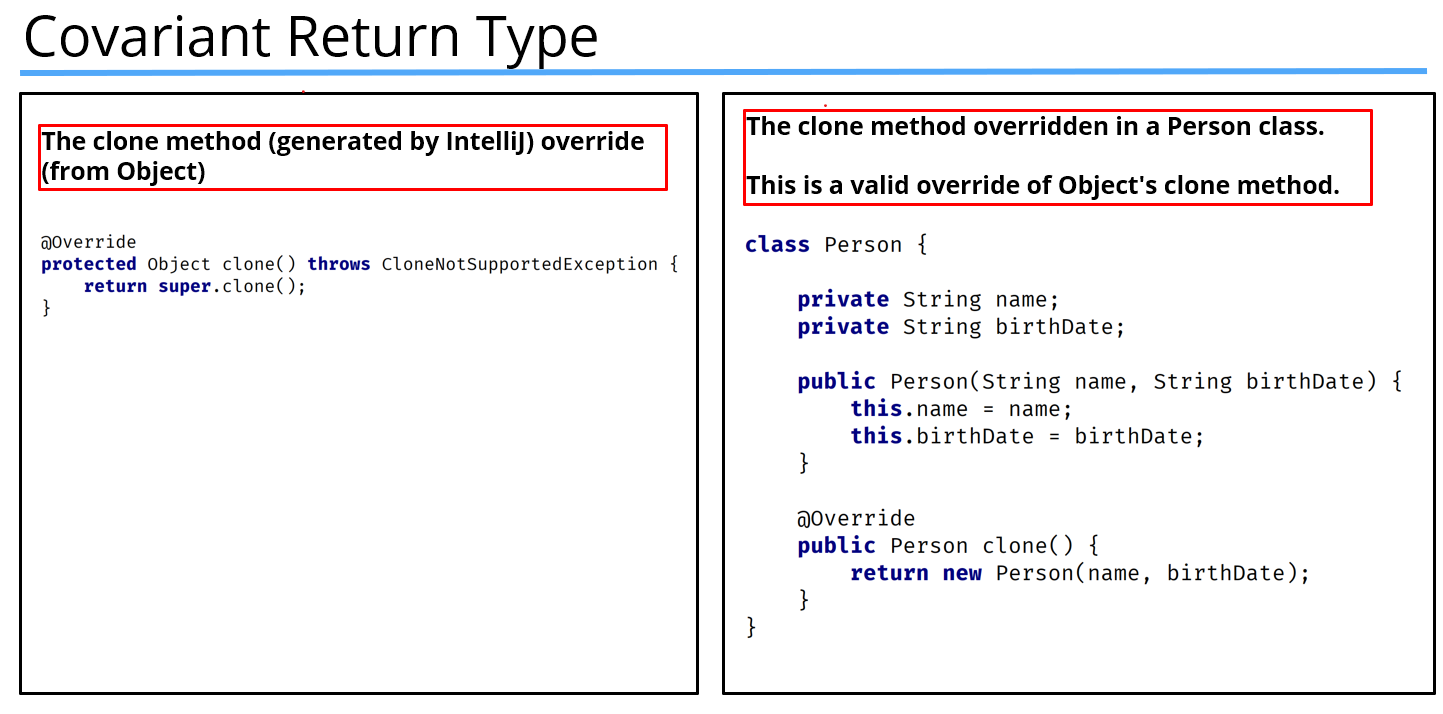 Covariant Return Type
The clone method (generated by IntelliJ) override
(from Object)
@Override
protected Object clone() throws CloneNotSupportedException {
    return super.clone();
}
The clone method overridden in a Person class.
This is a valid override of Object's clone method.
class Person {
    private String name;
    private String birthDate;
    public Person(String name, String birthDate) {
        this.name = name;
        this.birthDate = birthDate;
    }
    @Override
    public Person clone() {
        return new Person(name, birthDate);
    }
}